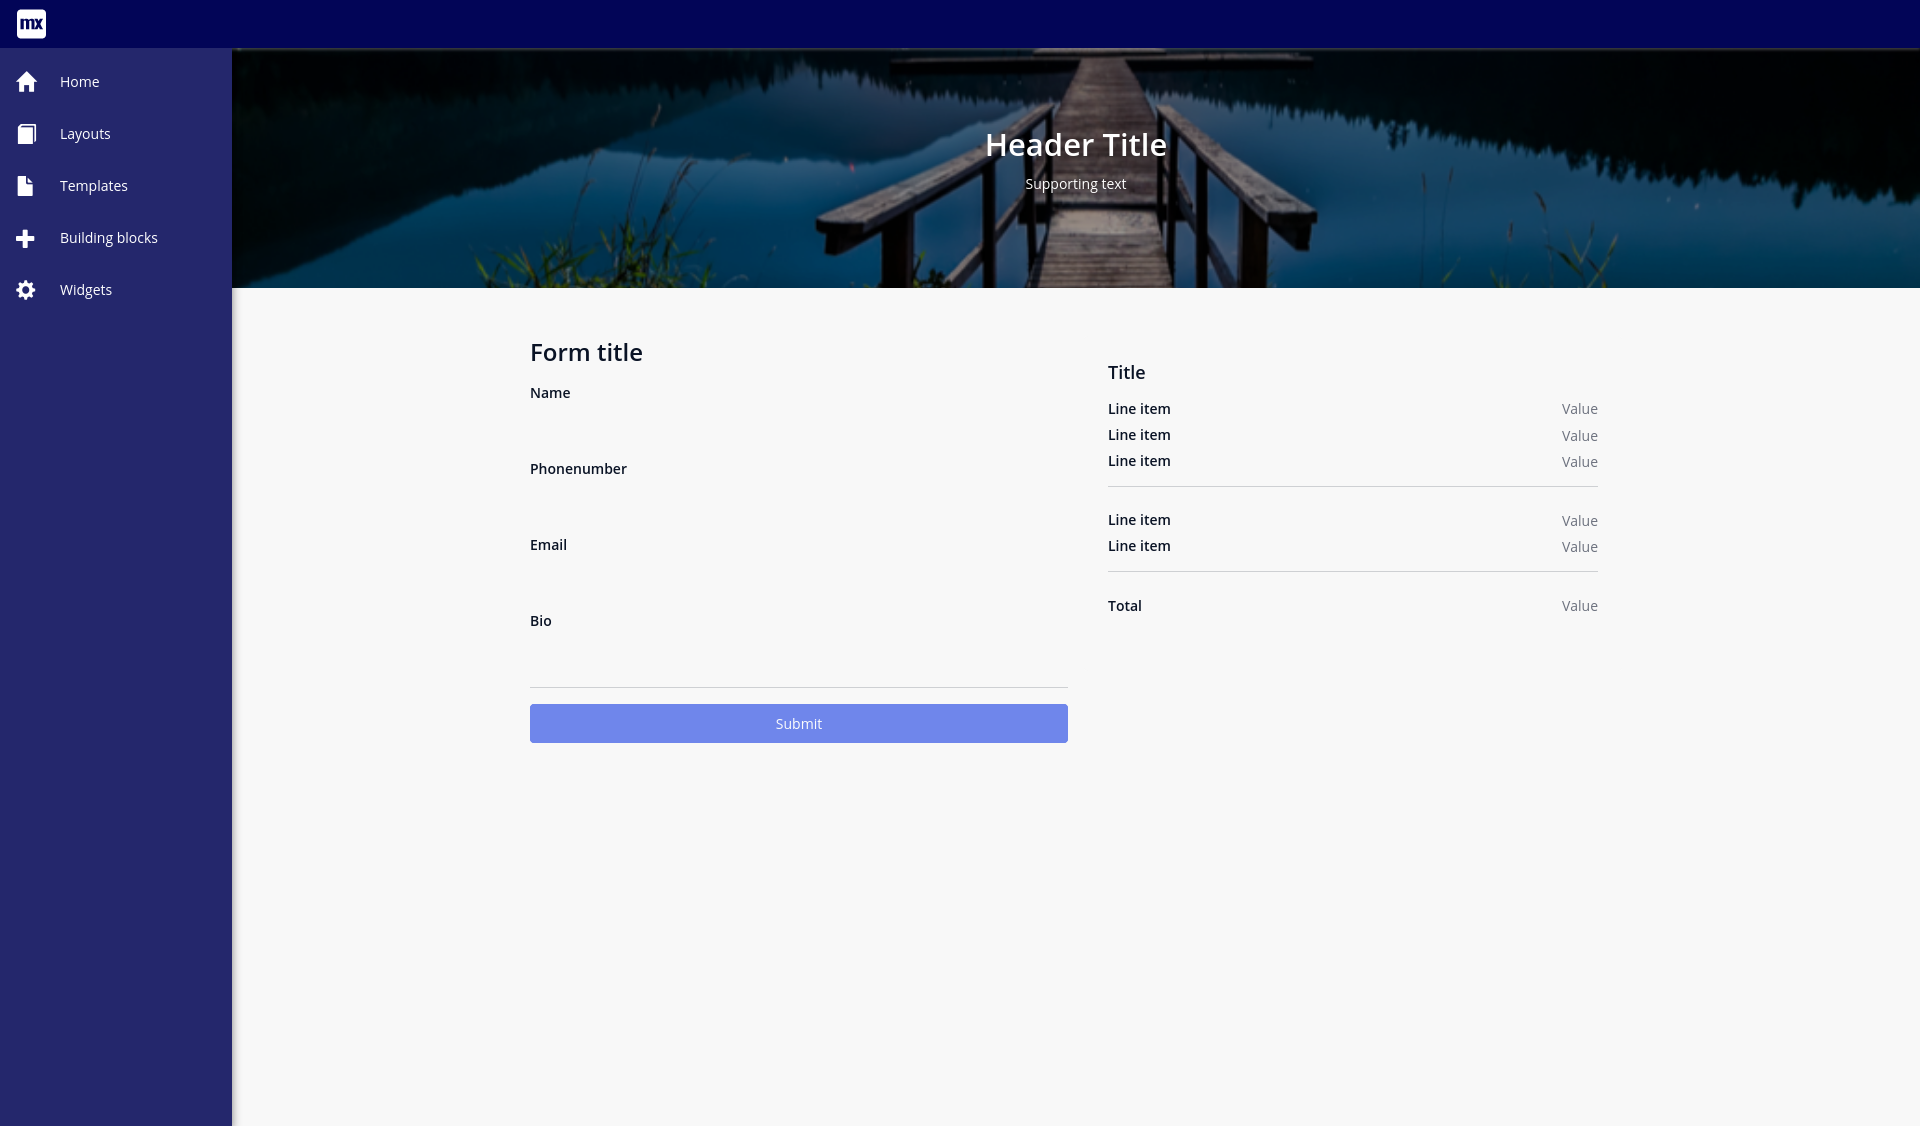 mx
Home
Layouts
Templates
Building blocks
Widgets
Header Title
Supporting text
Form title
Name
Phonenumber
Email
Bio
Submit
Title
Line item Value
Line item Value
Line item Value
Line item Value
Line item Value
Total Value